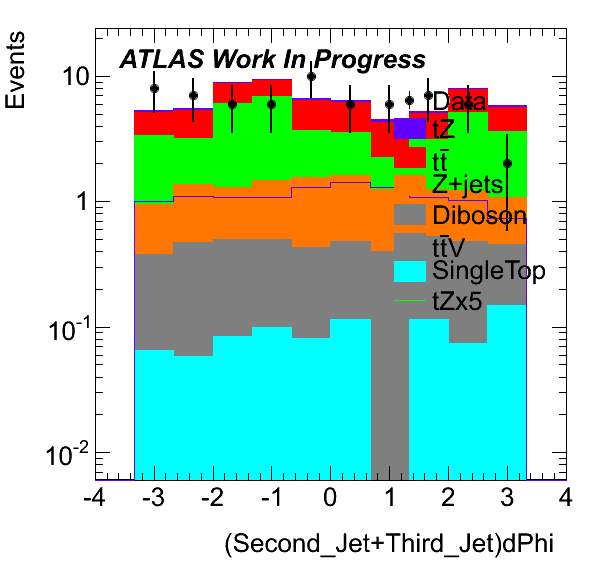 Events
ATLAS Work In Progress
10
1
10⁻¹
10⁻²
Data
tZ
tt̄
Z+jets
Diboson
tt̄V
SingleTop
tZx5
-4 -3 -2 -1 0 1 2 3 4
(Second_Jet+Third_Jet)dPhi